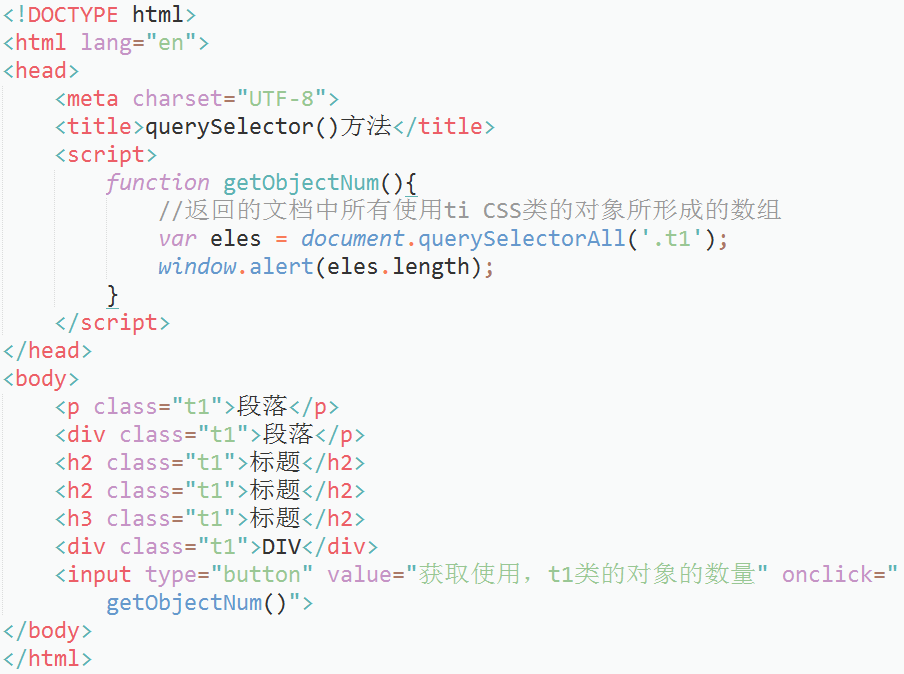 <!DOCTYPE html>
<html lang="en">
<head>
    <meta charset="UTF-8">
    <title>querySelector()方法</title>
    <script>
        function getObjectNum(){
            //返回的文档中所有使用ti CSS类的对象所形成的数组
            var eles = document.querySelectorAll('.t1');
            window.alert(eles.length);
        }
    </script>
</head>
<body>
    <p class="t1">段落</p>
    <div class="t1">段落</p>
    <h2 class="t1">标题</h2>
    <h2 class="t1">标题</h2>
    <h3 class="t1">标题</h2>
    <div class="t1">DIV</div>
    <input type="button" value="获取使用，t1类的对象的数量" onclick="
        getObjectNum()">
</body>
</html>